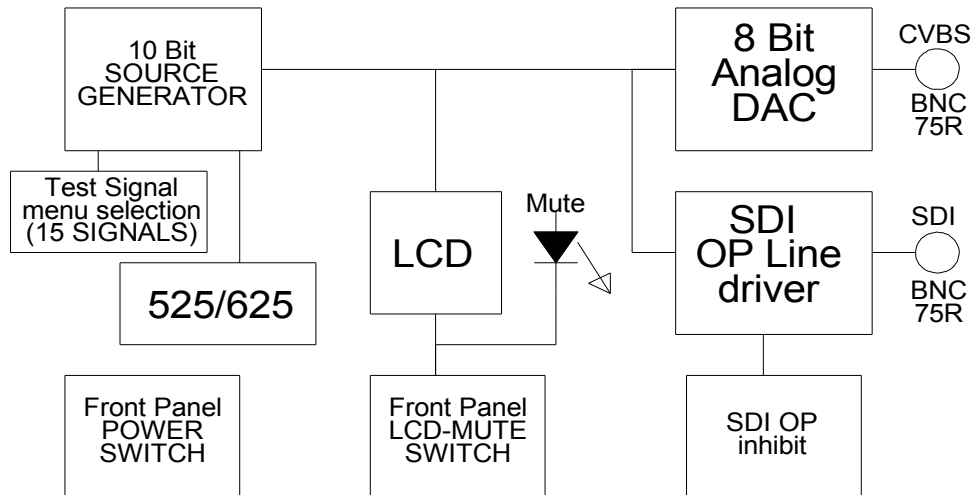 10 Bit
SOURCE
GENERATOR
8 Bit
Analog
DAC
CVBS
BNC
75R
Test Signal
menu selection
(15 SIGNALS)
525/625
LCD
Mute
SDI
OP Line
driver
SDI
BNC
75R
Front Panel
POWER
SWITCH
Front Panel
LCD-MUTE
SWITCH
SDI OP
inhibit